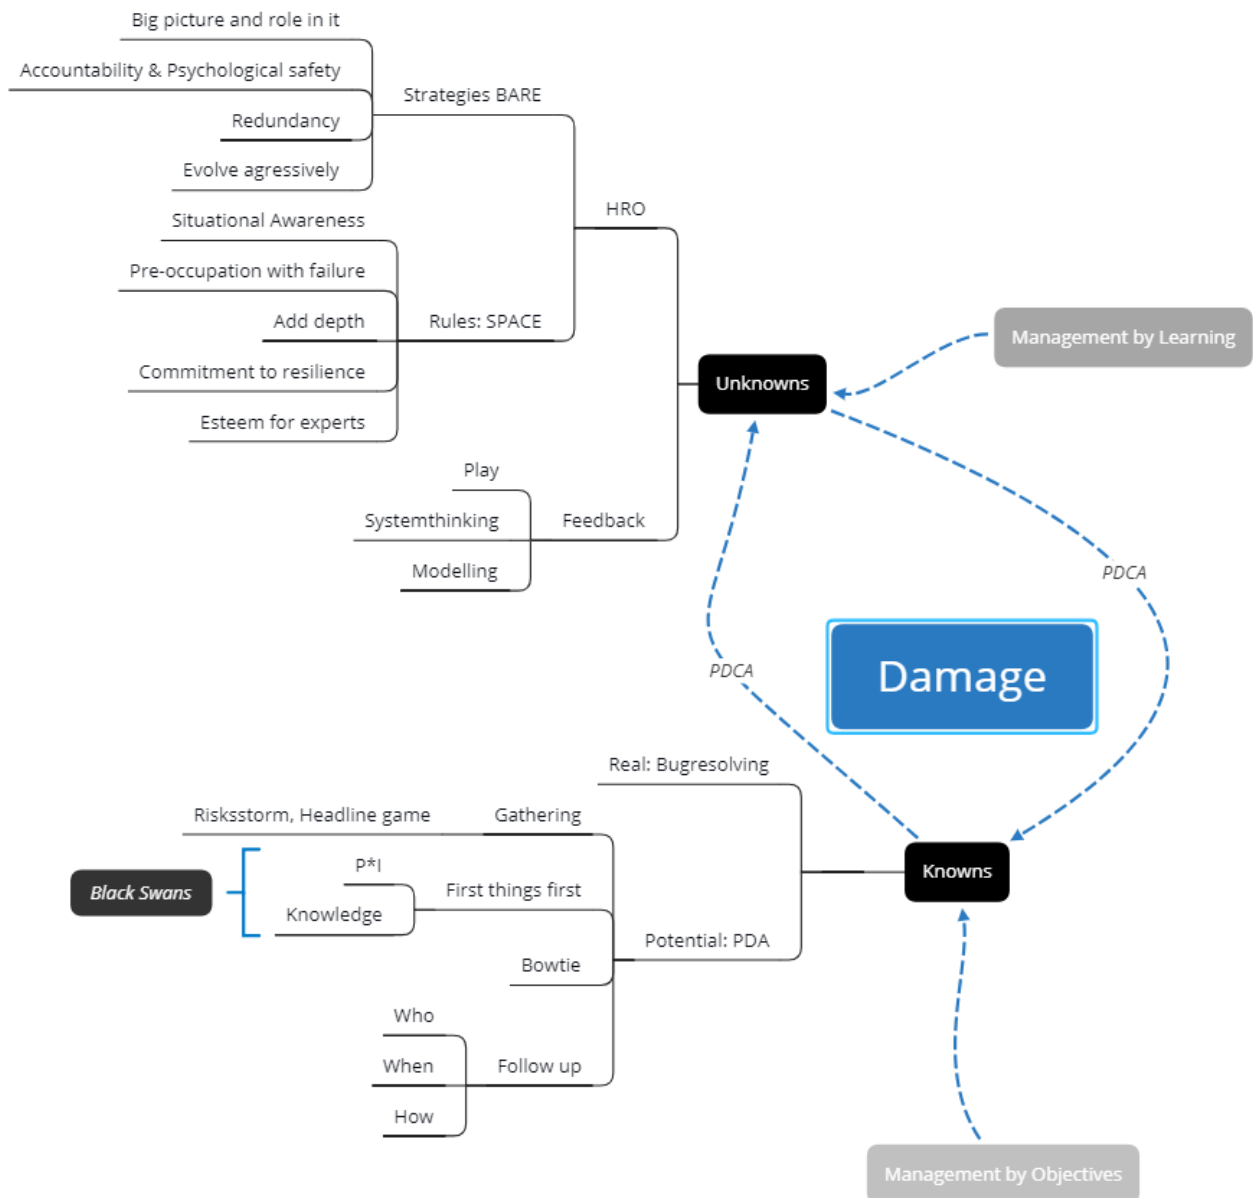 Big picture and role in it
Accountability & Psychological safety
Redundancy
Evolve agressively
Strategies BARE
Situational Awareness
Pre-occupation with failure
Add depth
Commitment to resilience
Esteem for experts
Rules: SPACE
HRO
Play
Systemthinking
Modelling
Feedback
Unknowns
Management by Learning
PDCA
PDCA
Damage
Real: Bugresolving
Risksstorm, Headline game
Gathering
Black Swans
P*I
Knowledge
First things first
Bowtie
Potential: PDA
Who
When
How
Follow up
Knowns
Management by Objectives